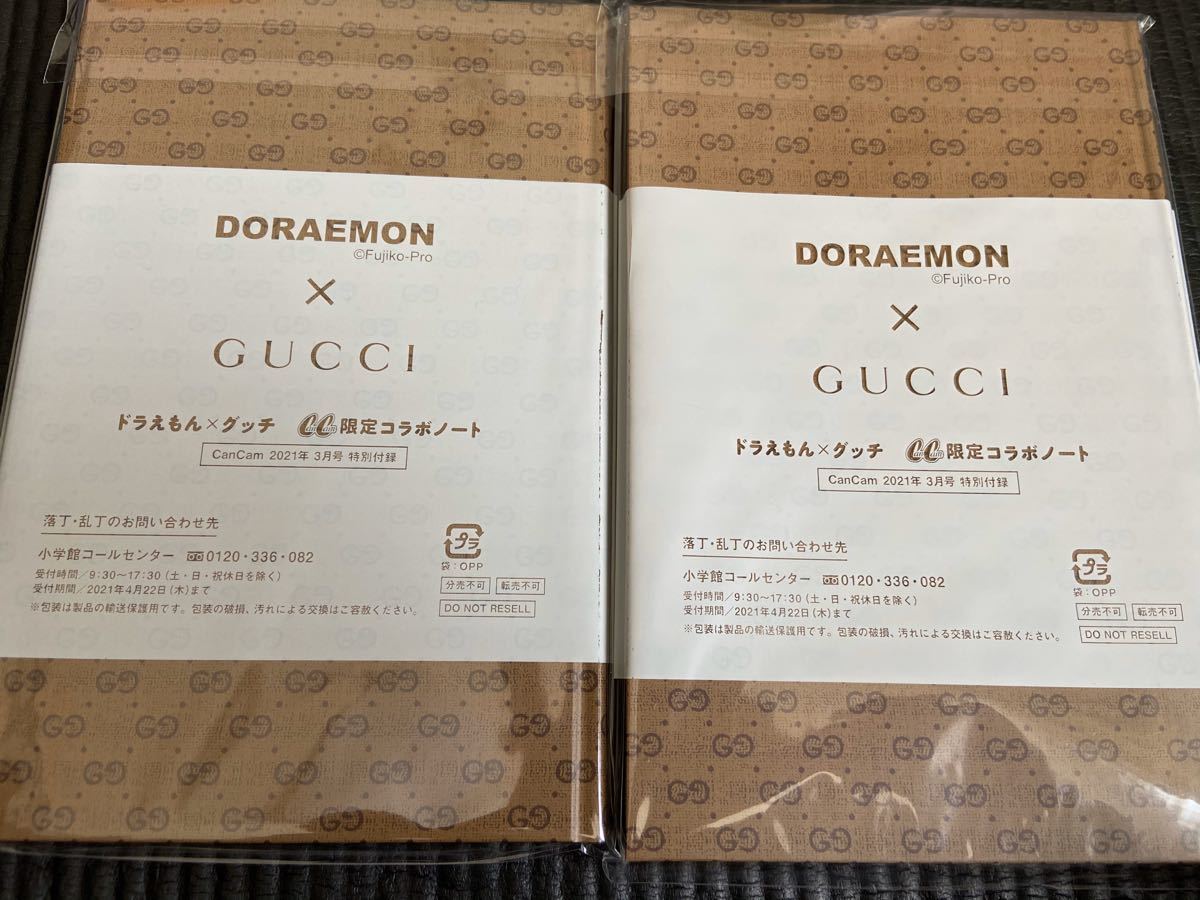 DORAEMON
©Fujiko-Pro
×
GUCCI
ドラえもん×グッチ CanCam限定コラボノート
CanCam 2021年 3月号 特別付録
落丁・乱丁のお問い合わせ先
小学館コールセンター 0120・336・082
受付時間/9:30〜17:30(土・日・祝休日を除く)
受付期間/2021年4月22日(木)まで
※包装は製品の輸送保護用です。包装の破損、汚れによる交換はご容赦ください。
プラ
袋:OPP
分売不可 転売不可
DO NOT RESELL
DORAEMON
©Fujiko-Pro
×
GUCCI
ドラえもん×グッチ CanCam限定コラボノート
CanCam 2021年 3月号 特別付録
落丁・乱丁のお問い合わせ先
小学館コールセンター 0120・336・082
受付時間/9:30〜17:30(土・日・祝休日を除く)
受付期間/2021年4月22日(木)まで
※包装は製品の輸送保護用です。包装の破損、汚れによる交換はご容赦ください。
プラ
袋:OPP
分売不可 転売不可
DO NOT RESELL